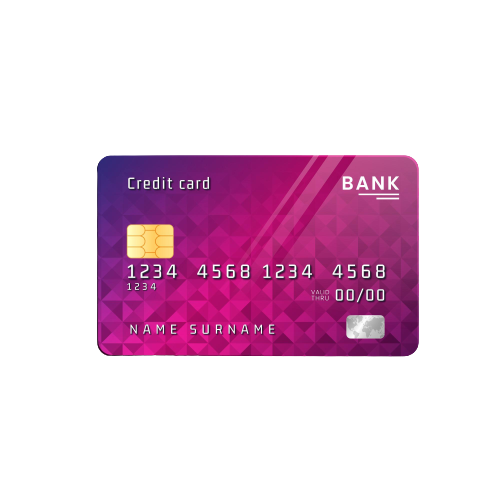 Credit card
BANK
1234 4568 1234 4568
1234
VALID
THRU 00/00
NAME SURNAME